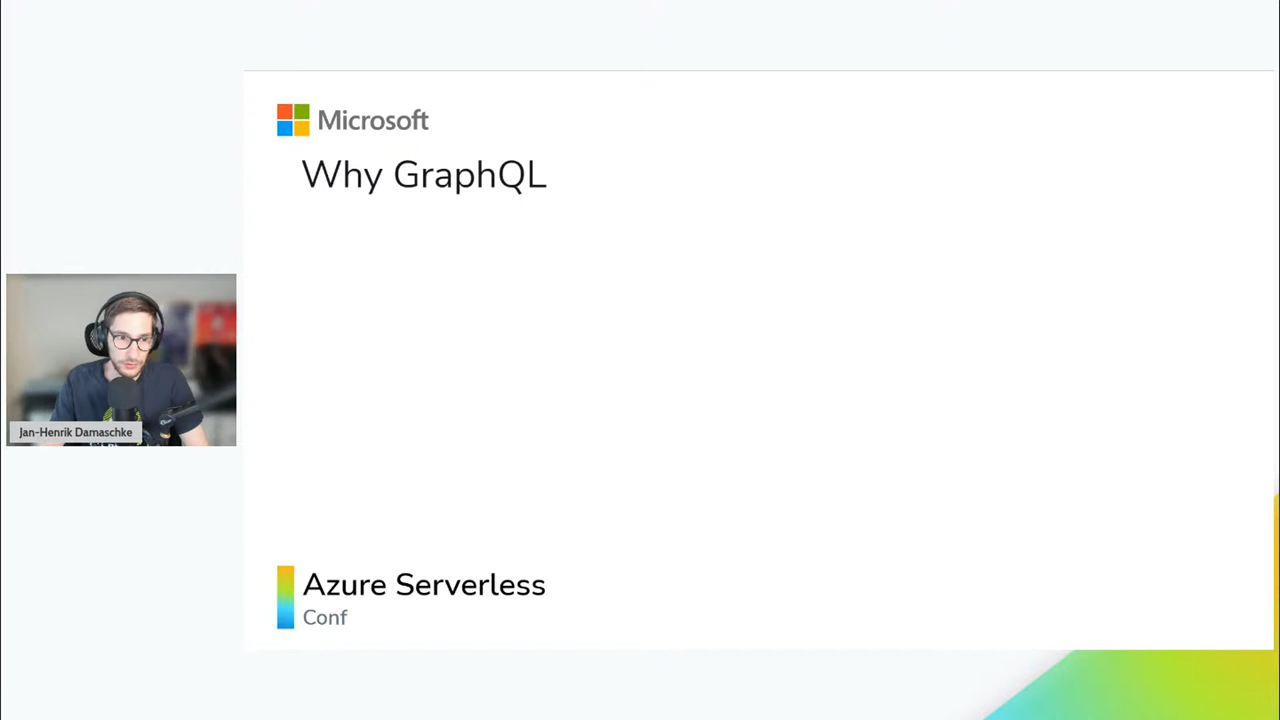 Microsoft
Why GraphQL
Jan-Henrik Damaschke
Azure Serverless
Conf